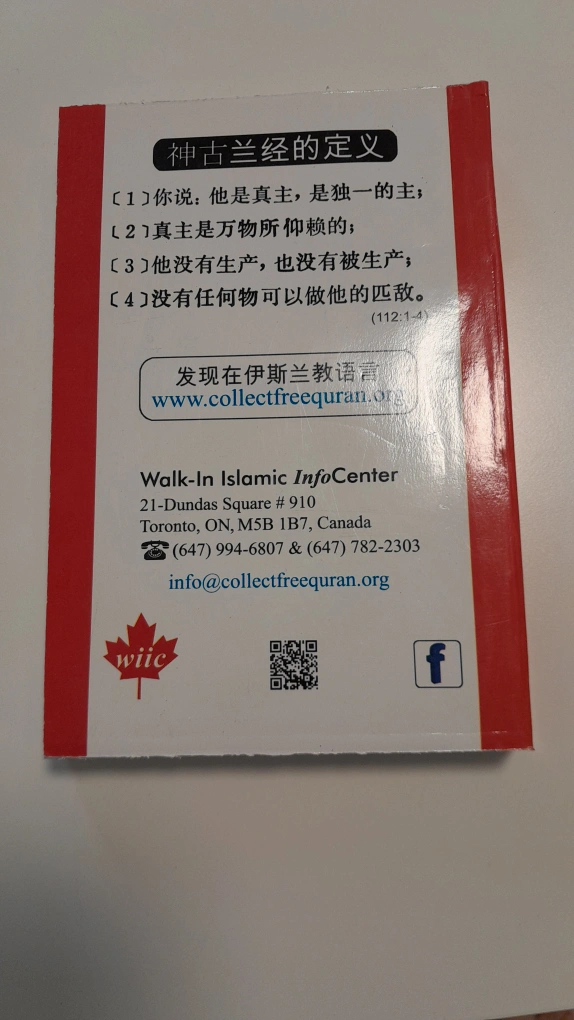 神古兰经的定义
〔1〕你说：他是真主，是独一的主；
〔2〕真主是万物所仰赖的；
〔3〕他没有生产，也没有被生产；
〔4〕没有任何物可以做他的匹敌。
(112:1-4)
发现在伊斯兰教语言
www.collectfreequran.org
Walk-In Islamic InfoCenter
21-Dundas Square # 910
Toronto, ON, M5B 1B7, Canada
☎(647) 994-6807 & (647) 782-2303
info@collectfreequran.org
wiic
f